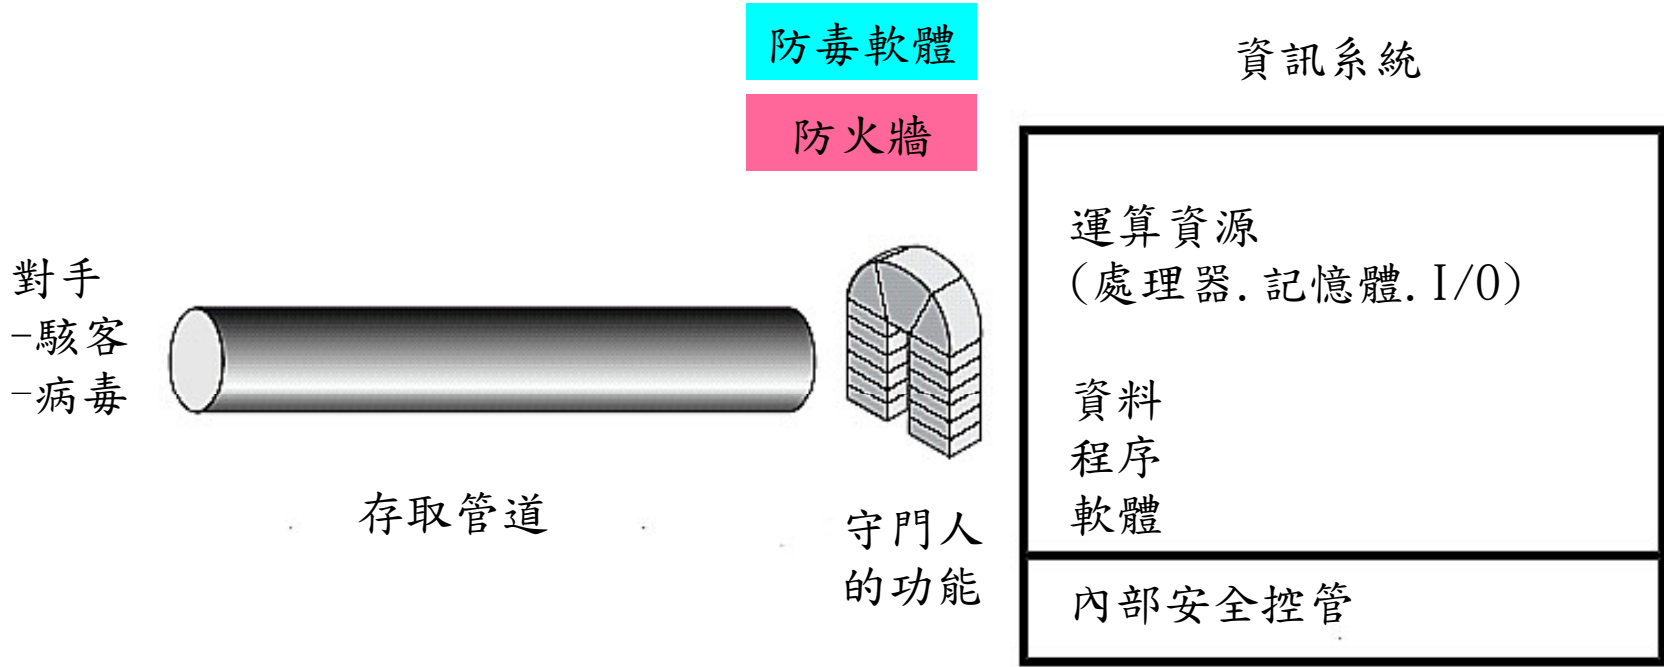 防毒軟體
防火牆
資訊系統
對手
-駭客
-病毒
存取管道
守門人
的功能
運算資源
(處理器.記憶體.I/O)
資料
程序
軟體
內部安全控管